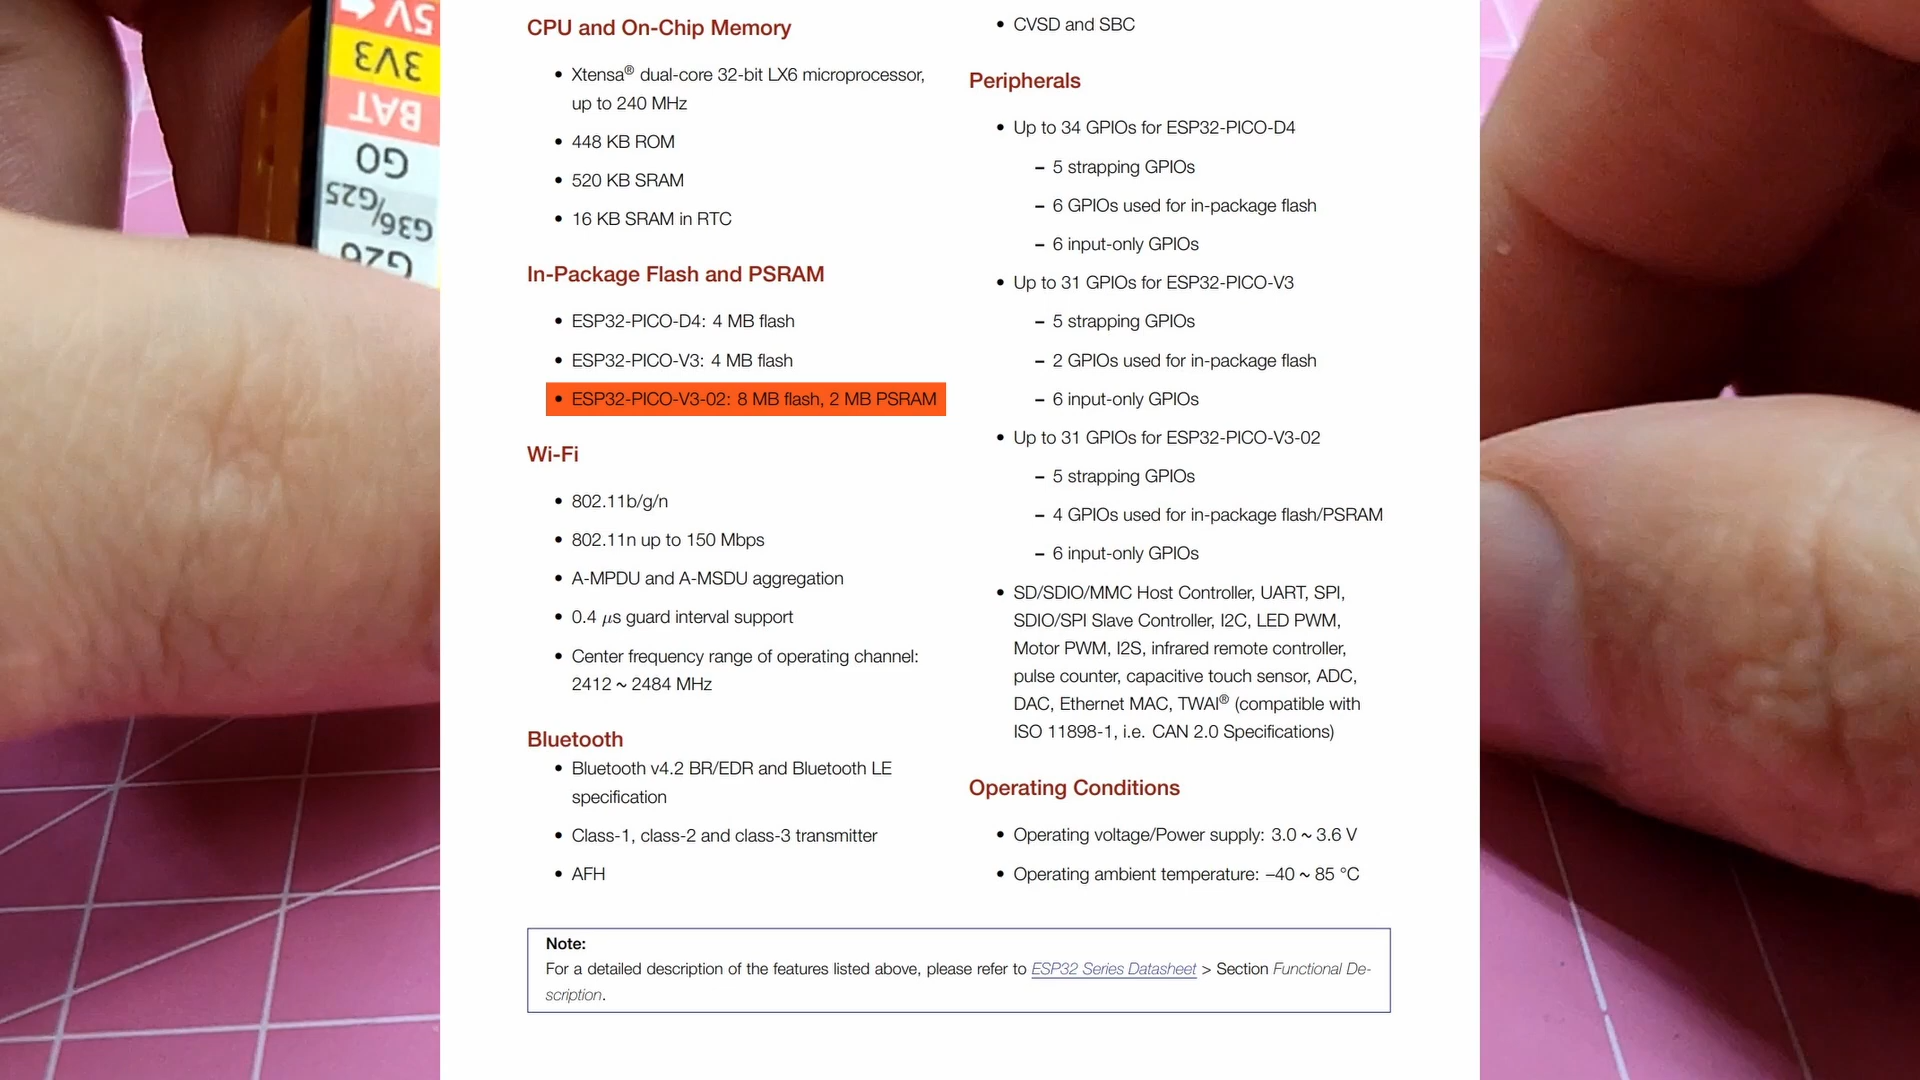 5V
3V3
BAT
G0
G36/G25
G26
CPU and On-Chip Memory
• Xtensa® dual-core 32-bit LX6 microprocessor,
up to 240 MHz
• 448 KB ROM
• 520 KB SRAM
• 16 KB SRAM in RTC
In-Package Flash and PSRAM
• ESP32-PICO-D4: 4 MB flash
• ESP32-PICO-V3: 4 MB flash
• ESP32-PICO-V3-02: 8 MB flash, 2 MB PSRAM
Wi-Fi
• 802.11b/g/n
• 802.11n up to 150 Mbps
• A-MPDU and A-MSDU aggregation
• 0.4 μs guard interval support
• Center frequency range of operating channel:
2412 ~ 2484 MHz
Bluetooth
• Bluetooth v4.2 BR/EDR and Bluetooth LE
specification
• Class-1, class-2 and class-3 transmitter
• AFH
• CVSD and SBC
Peripherals
• Up to 34 GPIOs for ESP32-PICO-D4
– 5 strapping GPIOs
– 6 GPIOs used for in-package flash
– 6 input-only GPIOs
• Up to 31 GPIOs for ESP32-PICO-V3
– 5 strapping GPIOs
– 2 GPIOs used for in-package flash
– 6 input-only GPIOs
• Up to 31 GPIOs for ESP32-PICO-V3-02
– 5 strapping GPIOs
– 4 GPIOs used for in-package flash/PSRAM
– 6 input-only GPIOs
• SD/SDIO/MMC Host Controller, UART, SPI,
SDIO/SPI Slave Controller, I2C, LED PWM,
Motor PWM, I2S, infrared remote controller,
pulse counter, capacitive touch sensor, ADC,
DAC, Ethernet MAC, TWAI® (compatible with
ISO 11898-1, i.e. CAN 2.0 Specifications)
Operating Conditions
• Operating voltage/Power supply: 3.0 ~ 3.6 V
• Operating ambient temperature: –40 ~ 85 °C
Note:
For a detailed description of the features listed above, please refer to ESP32 Series Datasheet > Section Functional De-
scription.